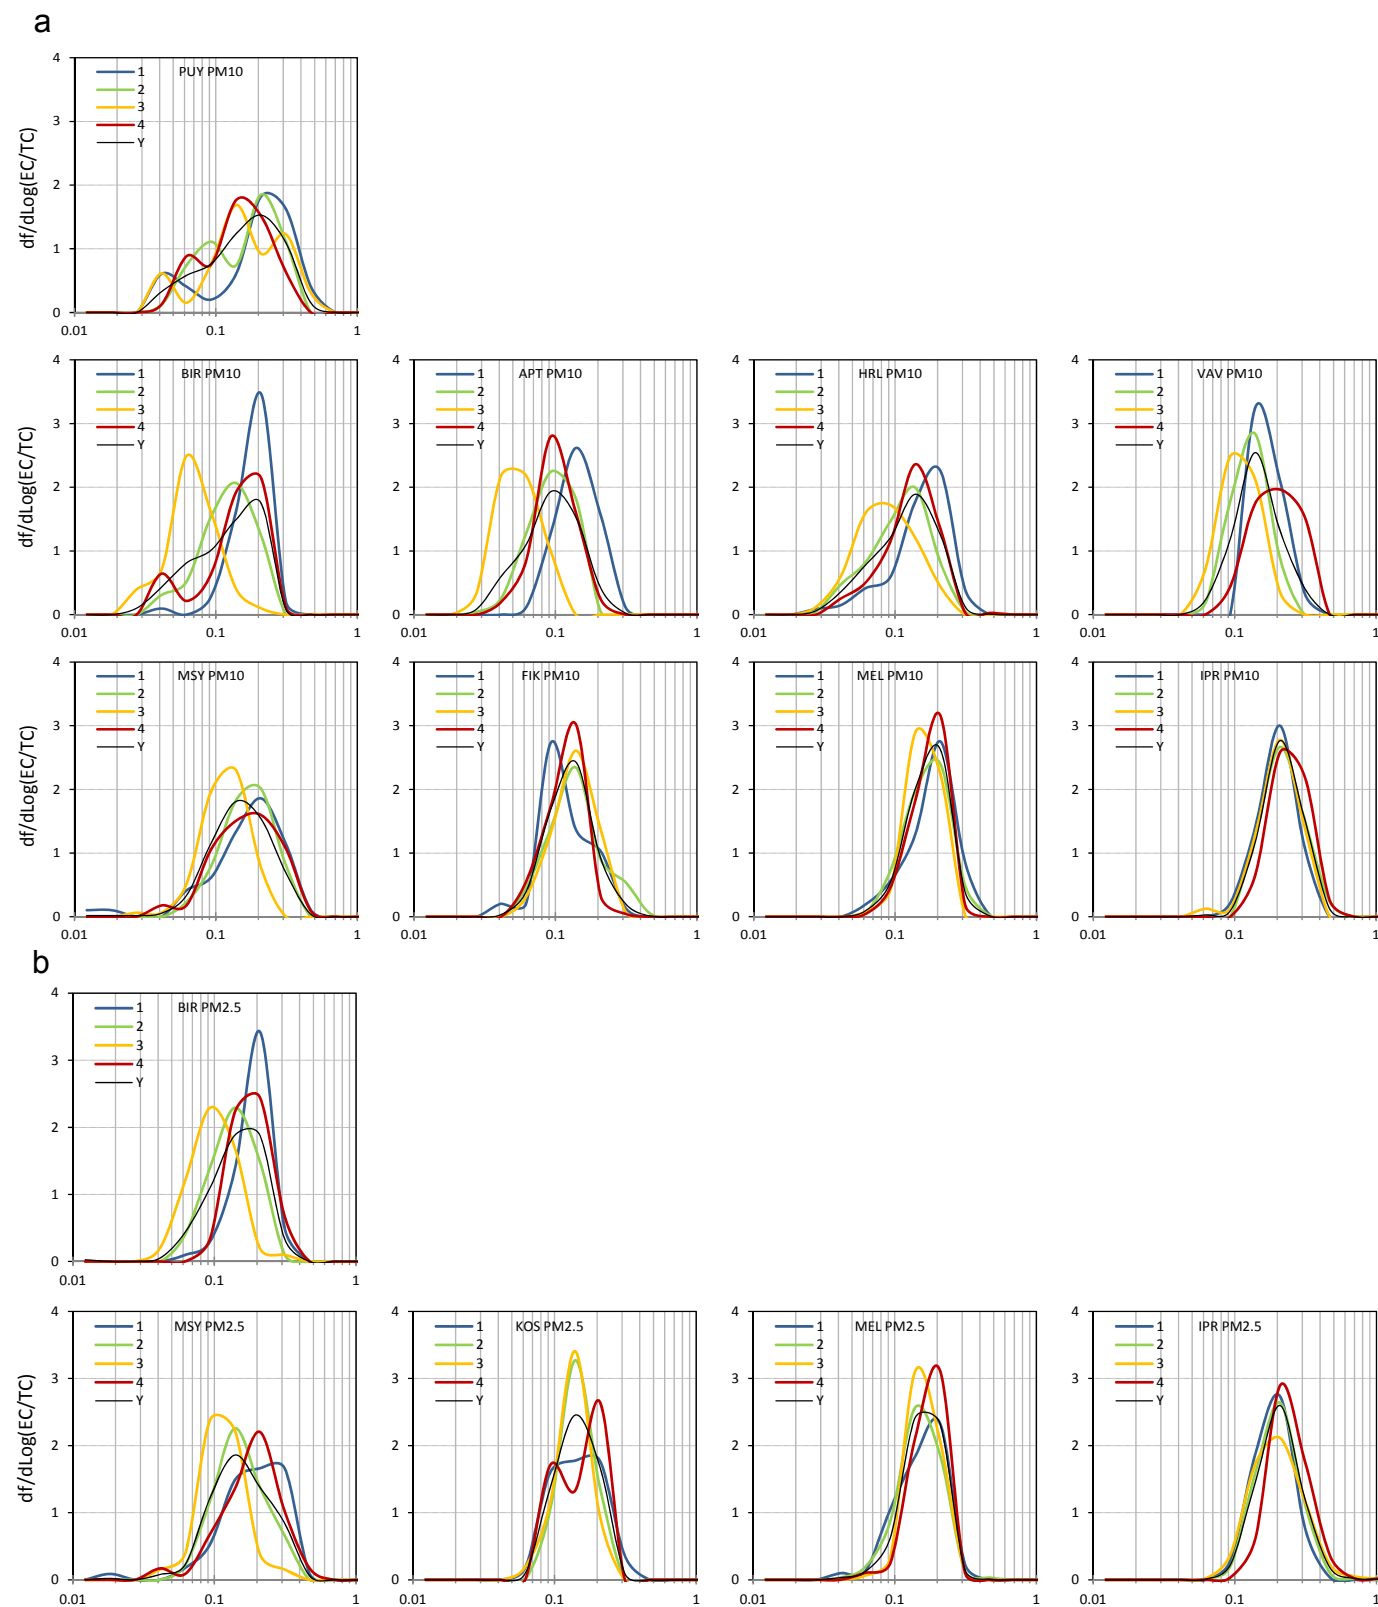 a
PUY PM10
1
2
3
4
Y
df/dLog(EC/TC)
4
3
2
1
0
0.01 0.1 1
BIR PM10
1
2
3
4
Y
df/dLog(EC/TC)
4
3
2
1
0
0.01 0.1 1
APT PM10
1
2
3
4
Y
4
3
2
1
0
0.01 0.1 1
HRL PM10
1
2
3
4
Y
4
3
2
1
0
0.01 0.1 1
VAV PM10
1
2
3
4
Y
4
3
2
1
0
0.01 0.1 1
MSY PM10
1
2
3
4
Y
df/dLog(EC/TC)
4
3
2
1
0
0.01 0.1 1
FIK PM10
1
2
3
4
Y
4
3
2
1
0
0.01 0.1 1
MEL PM10
1
2
3
4
Y
4
3
2
1
0
0.01 0.1 1
IPR PM10
1
2
3
4
Y
4
3
2
1
0
0.01 0.1 1
b
BIR PM2.5
1
2
3
4
Y
df/dLog(EC/TC)
4
3
2
1
0
0.01 0.1 1
MSY PM2.5
1
2
3
4
Y
df/dLog(EC/TC)
4
3
2
1
0
0.01 0.1 1
KOS PM2.5
1
2
3
4
Y
4
3
2
1
0
0.01 0.1 1
MEL PM2.5
1
2
3
4
Y
4
3
2
1
0
0.01 0.1 1
IPR PM2.5
1
2
3
4
Y
4
3
2
1
0
0.01 0.1 1